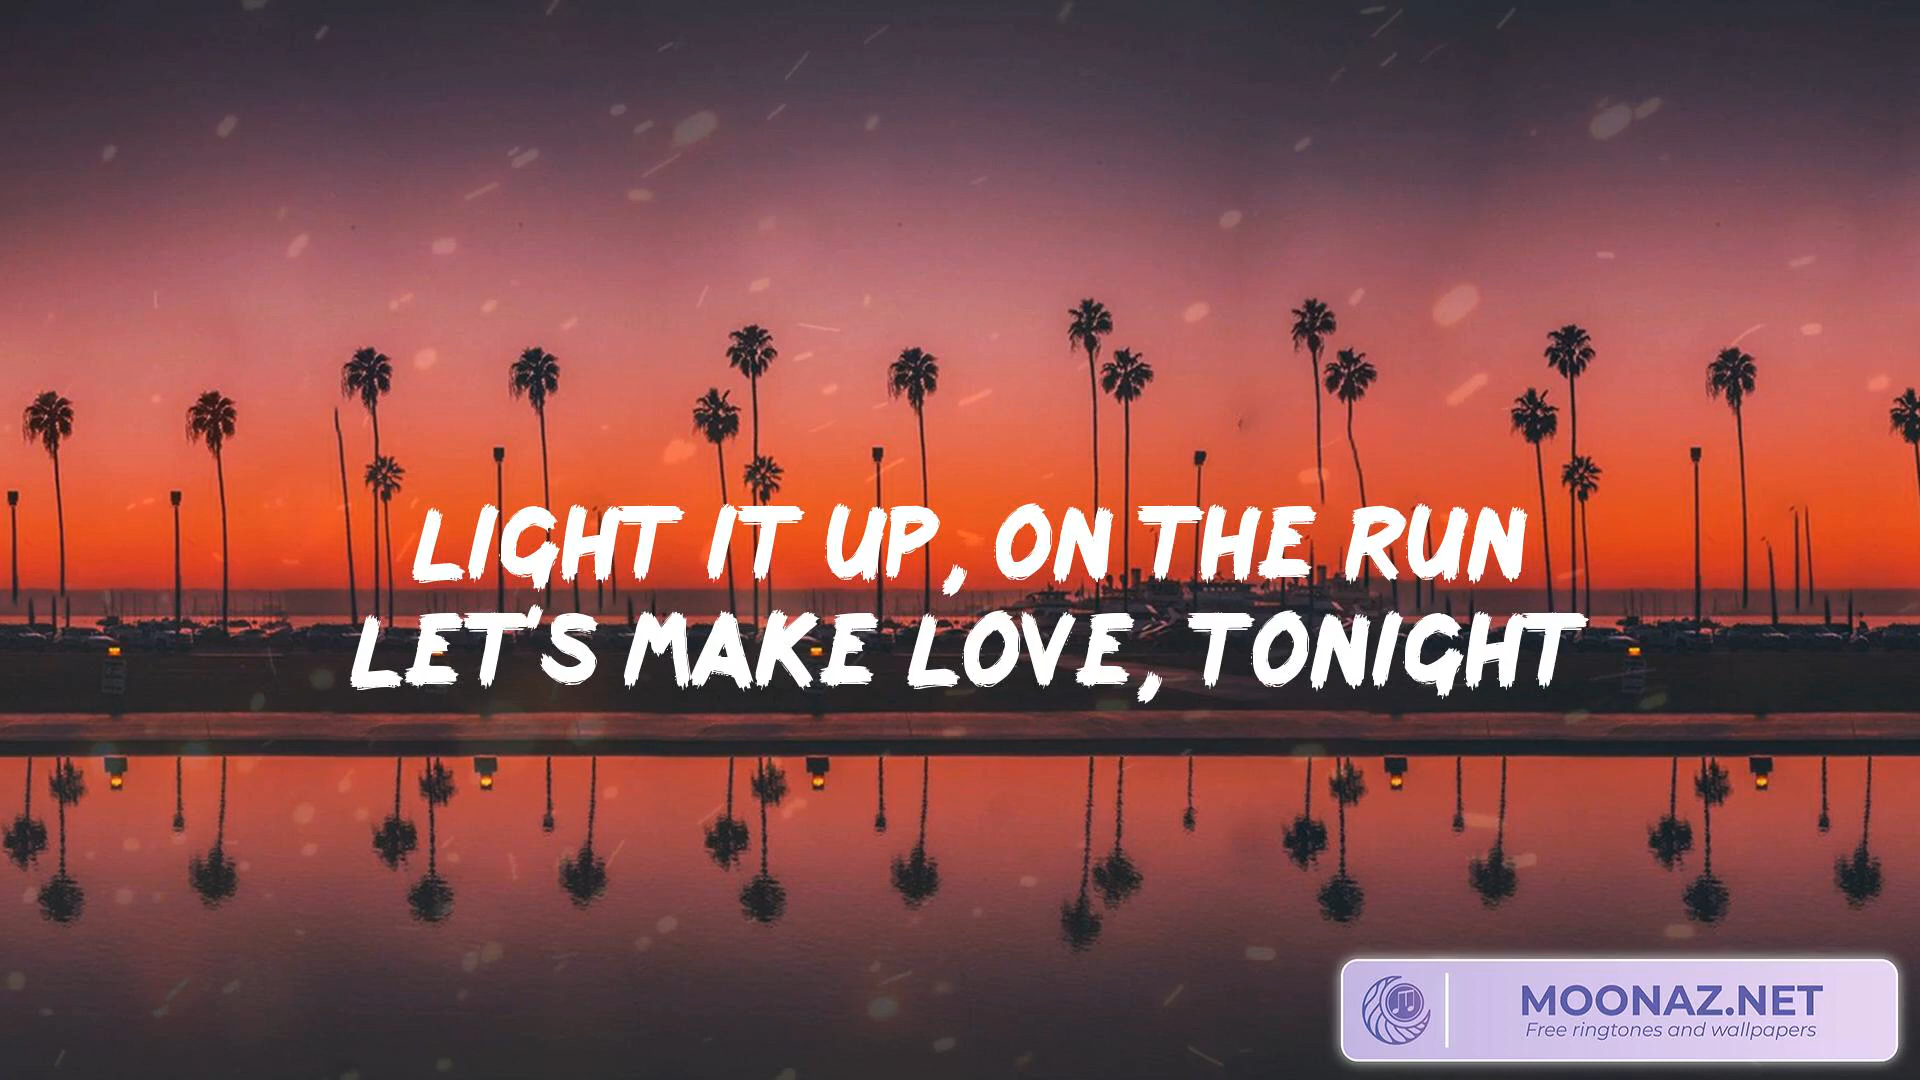 LIGHT IT UP, ON THE RUN
LET'S MAKE LOVE, TONIGHT
MOONAZ.NET
Free ringtones and wallpapers